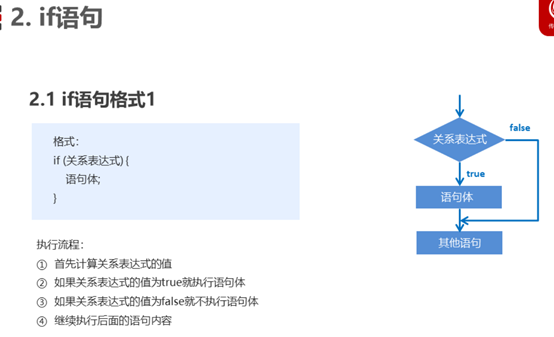 2. if语句
2.1 if语句格式1
格式：
if (关系表达式) {
语句体;
}
执行流程：
① 首先计算关系表达式的值
② 如果关系表达式的值为true就执行语句体
③ 如果关系表达式的值为false就不执行语句体
④ 继续执行后面的语句内容
关系表达式
false
true
语句体
其他语句